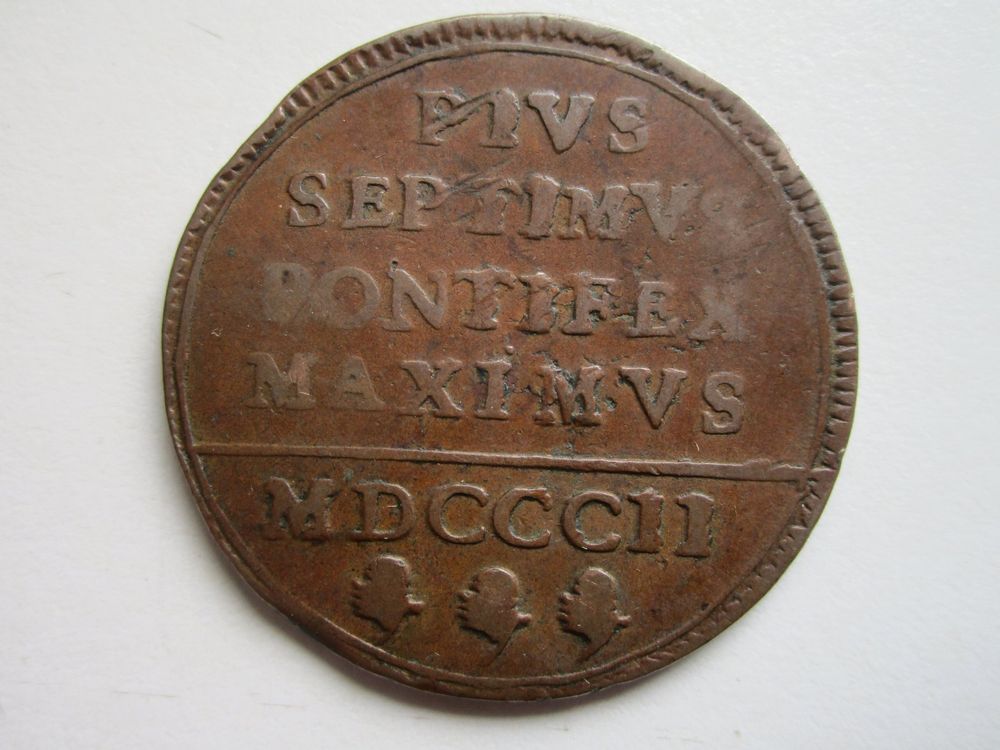 PIVS
SEPTIMVS
PONTIFEX
MAXIMVS
MDCCCII